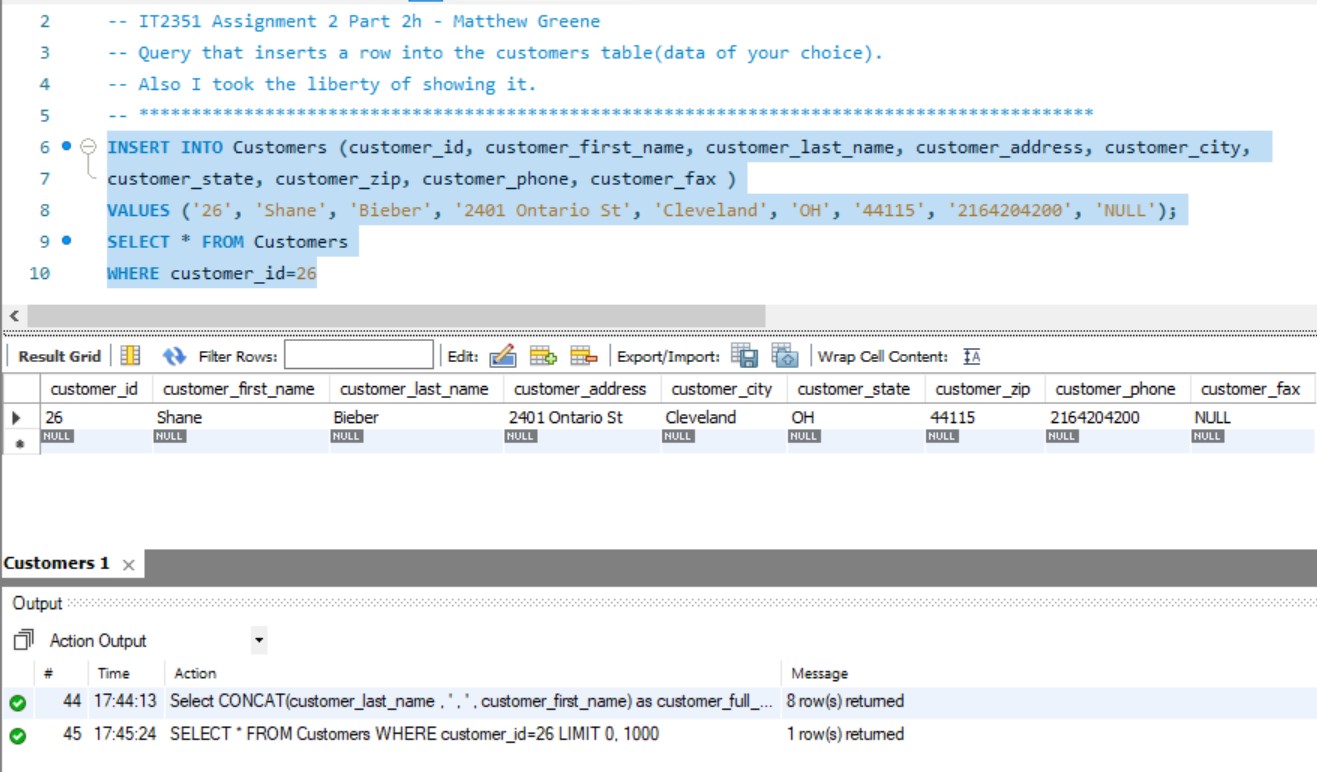 2 -- IT2351 Assignment 2 Part 2h - Matthew Greene
3 -- Query that inserts a row into the customers table(data of your choice).
4 -- Also I took the liberty of showing it.
5 -- *******************************************************************************************
6 INSERT INTO Customers (customer_id, customer_first_name, customer_last_name, customer_address, customer_city,
7 customer_state, customer_zip, customer_phone, customer_fax )
8 VALUES ('26', 'Shane', 'Bieber', '2401 Ontario St', 'Cleveland', 'OH', '44115', '2164204200', 'NULL');
9 SELECT * FROM Customers
10 WHERE customer_id=26
Result Grid Filter Rows: Edit: Export/Import: Wrap Cell Content: IA
customer_id customer_first_name customer_last_name customer_address customer_city customer_state customer_zip customer_phone customer_fax
26 Shane Bieber 2401 Ontario St Cleveland OH 44115 2164204200 NULL
NULL NULL NULL NULL NULL NULL NULL NULL NULL
Customers 1
Output
Action Output
# Time Action Message
44 17:44:13 Select CONCAT(customer_last_name , ' , ' , customer_first_name) as customer_full_... 8 row(s) returned
45 17:45:24 SELECT * FROM Customers WHERE customer_id=26 LIMIT 0, 1000 1 row(s) returned